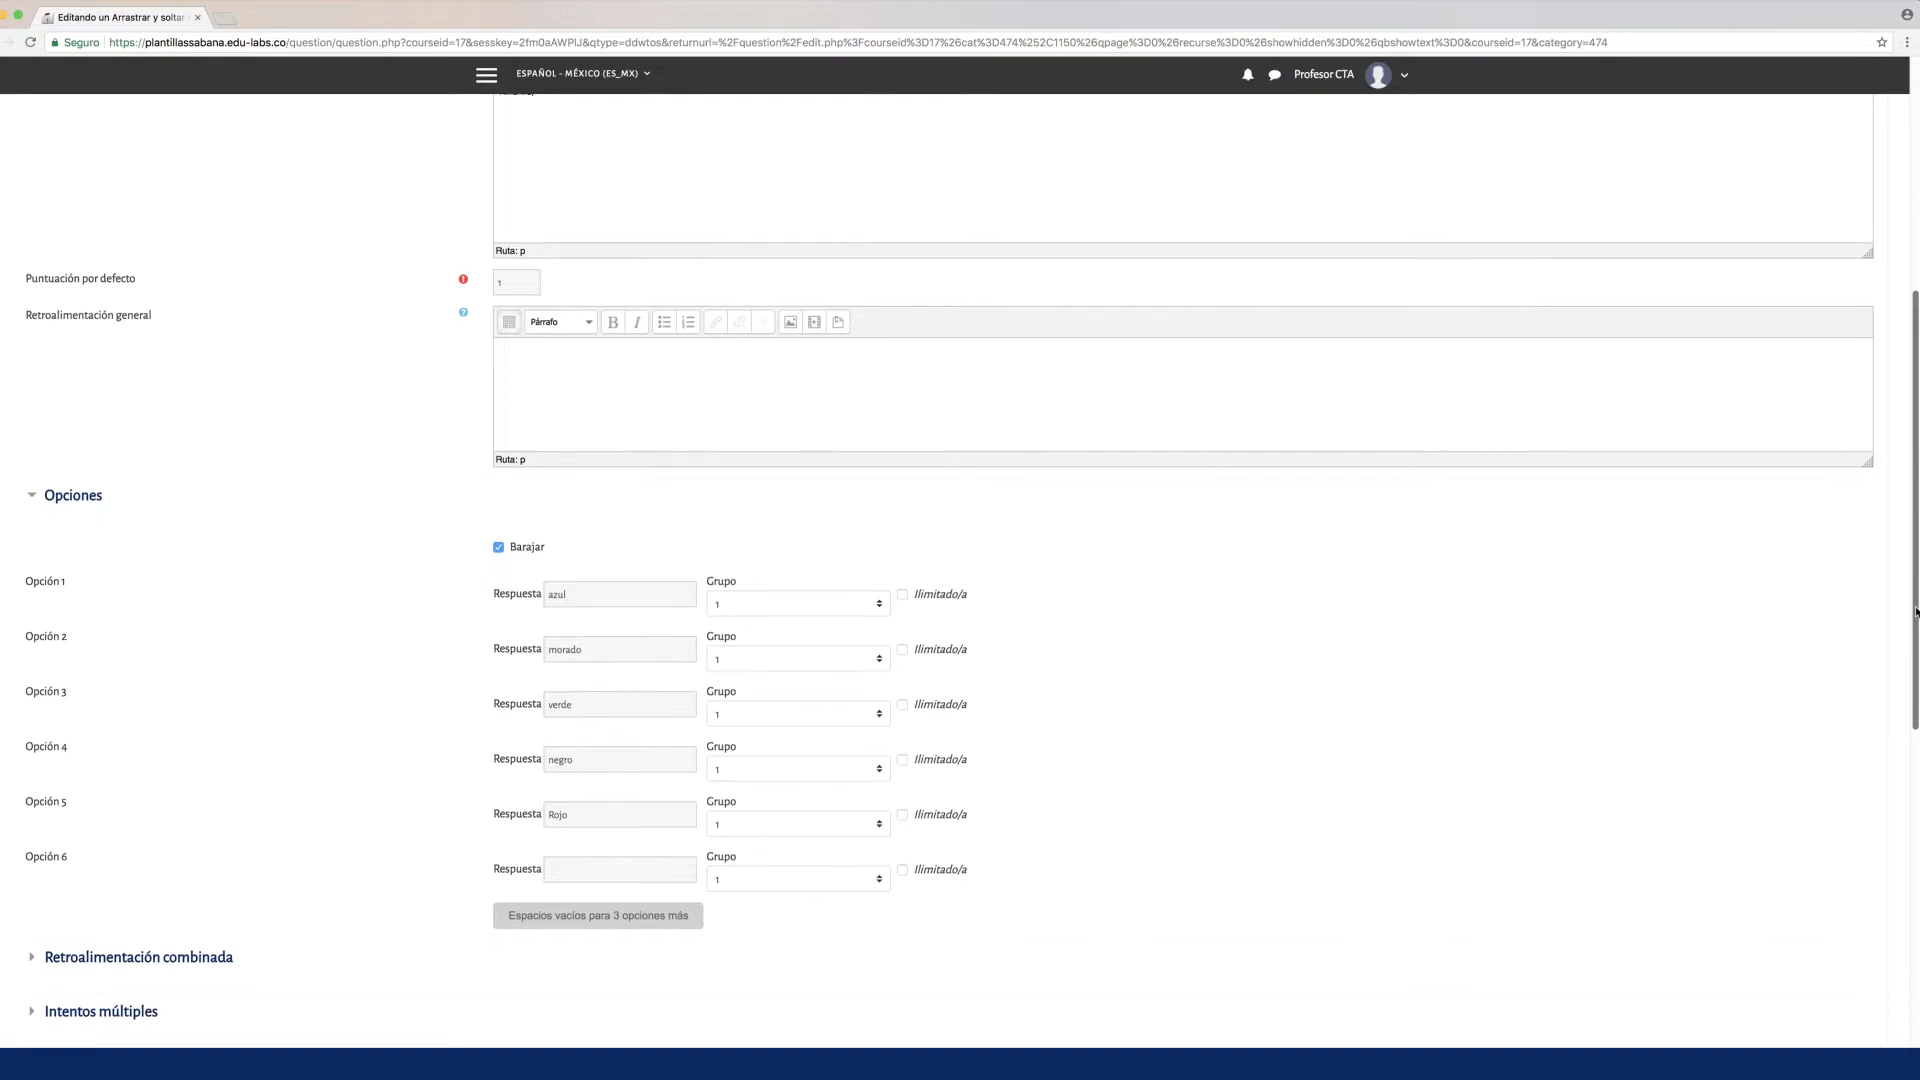 Editando un Arrastrar y soltar
Seguro https://plantillassabana.edu-labs.co/question/question.php?courseid=17&sesskey=2fm0aAWPIJ&qtype=ddwtos&returnurl=%2Fquestion%2Fedit.php%3Fcourseid%3D17%26cat%3D474%252C1150%26qpage%3D0%26recurse%3D0%26showhidden%3D0%26qbshowtext%3D0&courseid=17&category=474
ESPAÑOL - MÉXICO (ES_MX)
Profesor CTA
Ruta: p
Puntuación por defecto
1
Retroalimentación general
Párrafo B I
Ruta: p
Opciones
Barajar
Opción 1
Respuesta azul Grupo 1 Ilimitado/a
Opción 2
Respuesta morado Grupo 1 Ilimitado/a
Opción 3
Respuesta verde Grupo 1 Ilimitado/a
Opción 4
Respuesta negro Grupo 1 Ilimitado/a
Opción 5
Respuesta Rojo Grupo 1 Ilimitado/a
Opción 6
Respuesta Grupo 1 Ilimitado/a
Espacios vacíos para 3 opciones más
Retroalimentación combinada
Intentos múltiples